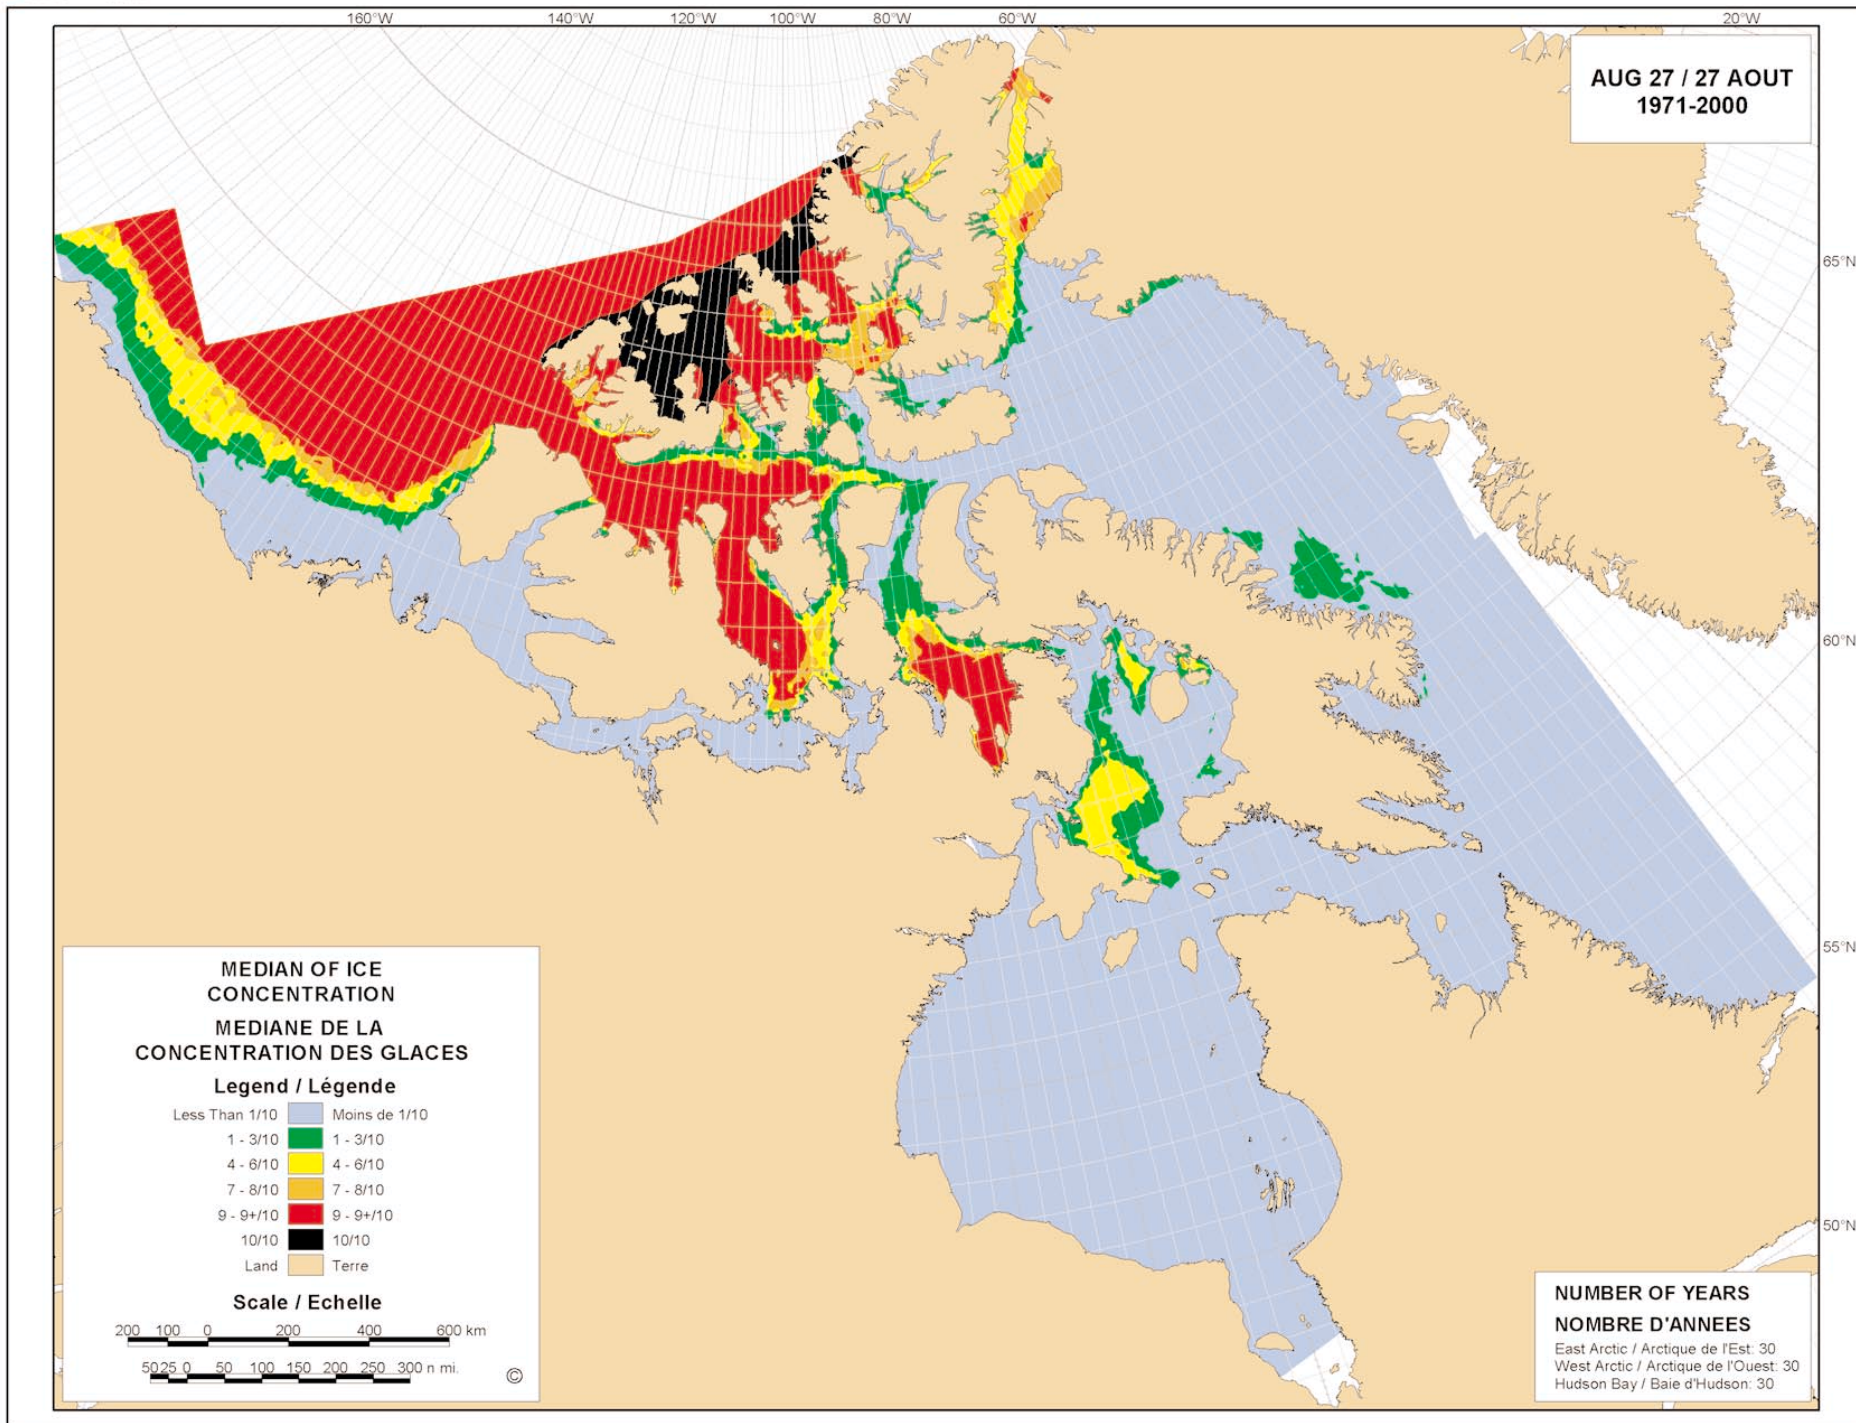 160°W 140°W 120°W 100°W 80°W 60°W 20°W
AUG 27 / 27 AOUT
1971-2000
65°N
60°N
55°N
50°N
MEDIAN OF ICE
CONCENTRATION
MEDIANE DE LA
CONCENTRATION DES GLACES
Legend / Légende
Less Than 1/10 Moins de 1/10
1 - 3/10 1 - 3/10
4 - 6/10 4 - 6/10
7 - 8/10 7 - 8/10
9 - 9+/10 9 - 9+/10
10/10 10/10
Land Terre
Scale / Echelle
200 100 0 200 400 600 km
50 25 0 50 100 150 200 250 300 n mi.
©
NUMBER OF YEARS
NOMBRE D'ANNEES
East Arctic / Arctique de l'Est: 30
West Arctic / Arctique de l'Ouest: 30
Hudson Bay / Baie d'Hudson: 30